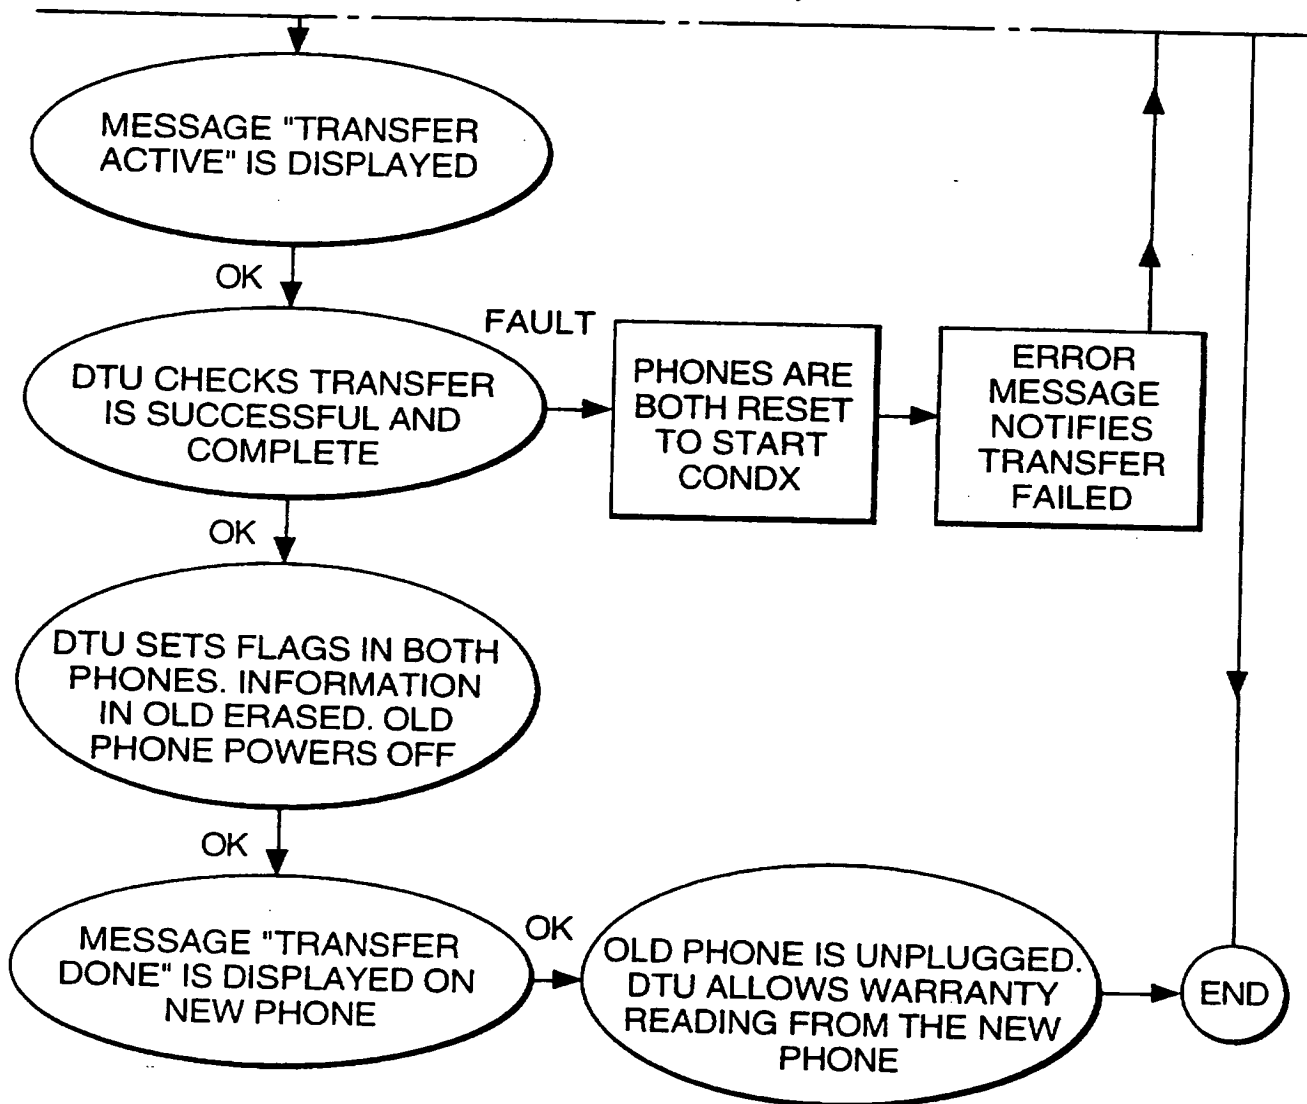 MESSAGE "TRANSFER
ACTIVE" IS DISPLAYED
OK
DTU CHECKS TRANSFER
IS SUCCESSFUL AND
COMPLETE
FAULT
PHONES ARE
BOTH RESET
TO START
CONDX
ERROR
MESSAGE
NOTIFIES
TRANSFER
FAILED
OK
DTU SETS FLAGS IN BOTH
PHONES. INFORMATION
IN OLD ERASED. OLD
PHONE POWERS OFF
OK
MESSAGE "TRANSFER
DONE" IS DISPLAYED ON
NEW PHONE
OK
OLD PHONE IS UNPLUGGED.
DTU ALLOWS WARRANTY
READING FROM THE NEW
PHONE
END